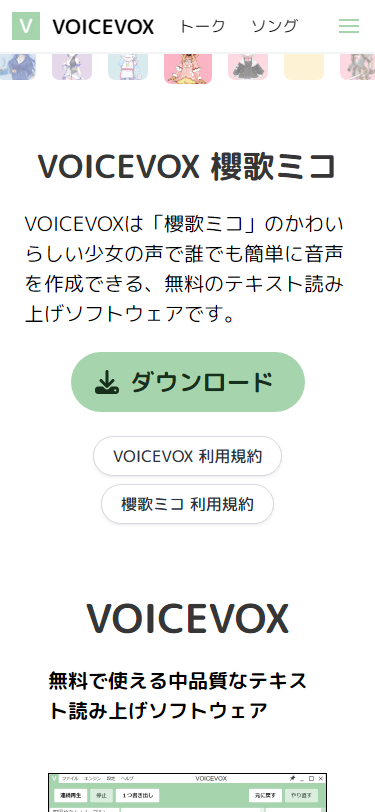 V VOICEVOX トーク ソング
VOICEVOX 櫻歌ミコ
VOICEVOXは「櫻歌ミコ」のかわい
らしい少女の声で誰でも簡単に音声
を作成できる、無料のテキスト読み
上げソフトウェアです。
ダウンロード
VOICEVOX 利用規約
櫻歌ミコ 利用規約
VOICEVOX
無料で使える中品質なテキス
ト読み上げソフトウェア
V ファイル エンジン 設定 ヘルプ VOICEVOX
連続再生 停止 1つ書き出し 元に戻す やり直す